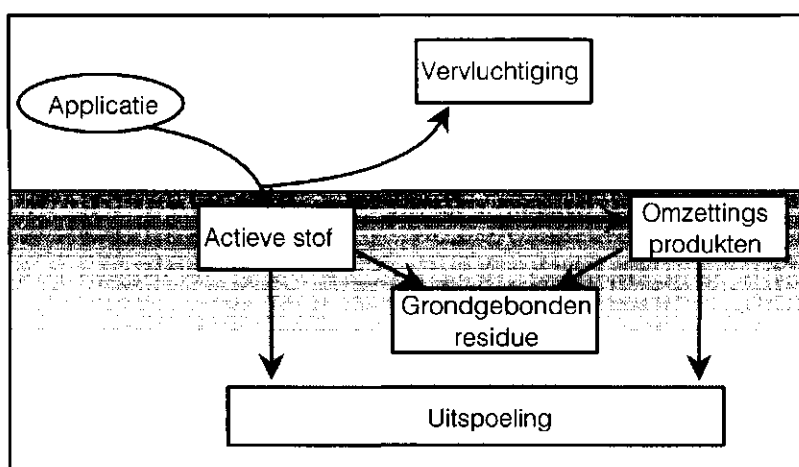 Vervluchtiging
Applicatie
Actieve stof
Omzettings
produkten
Grondgebonden
residue
Uitspoeling